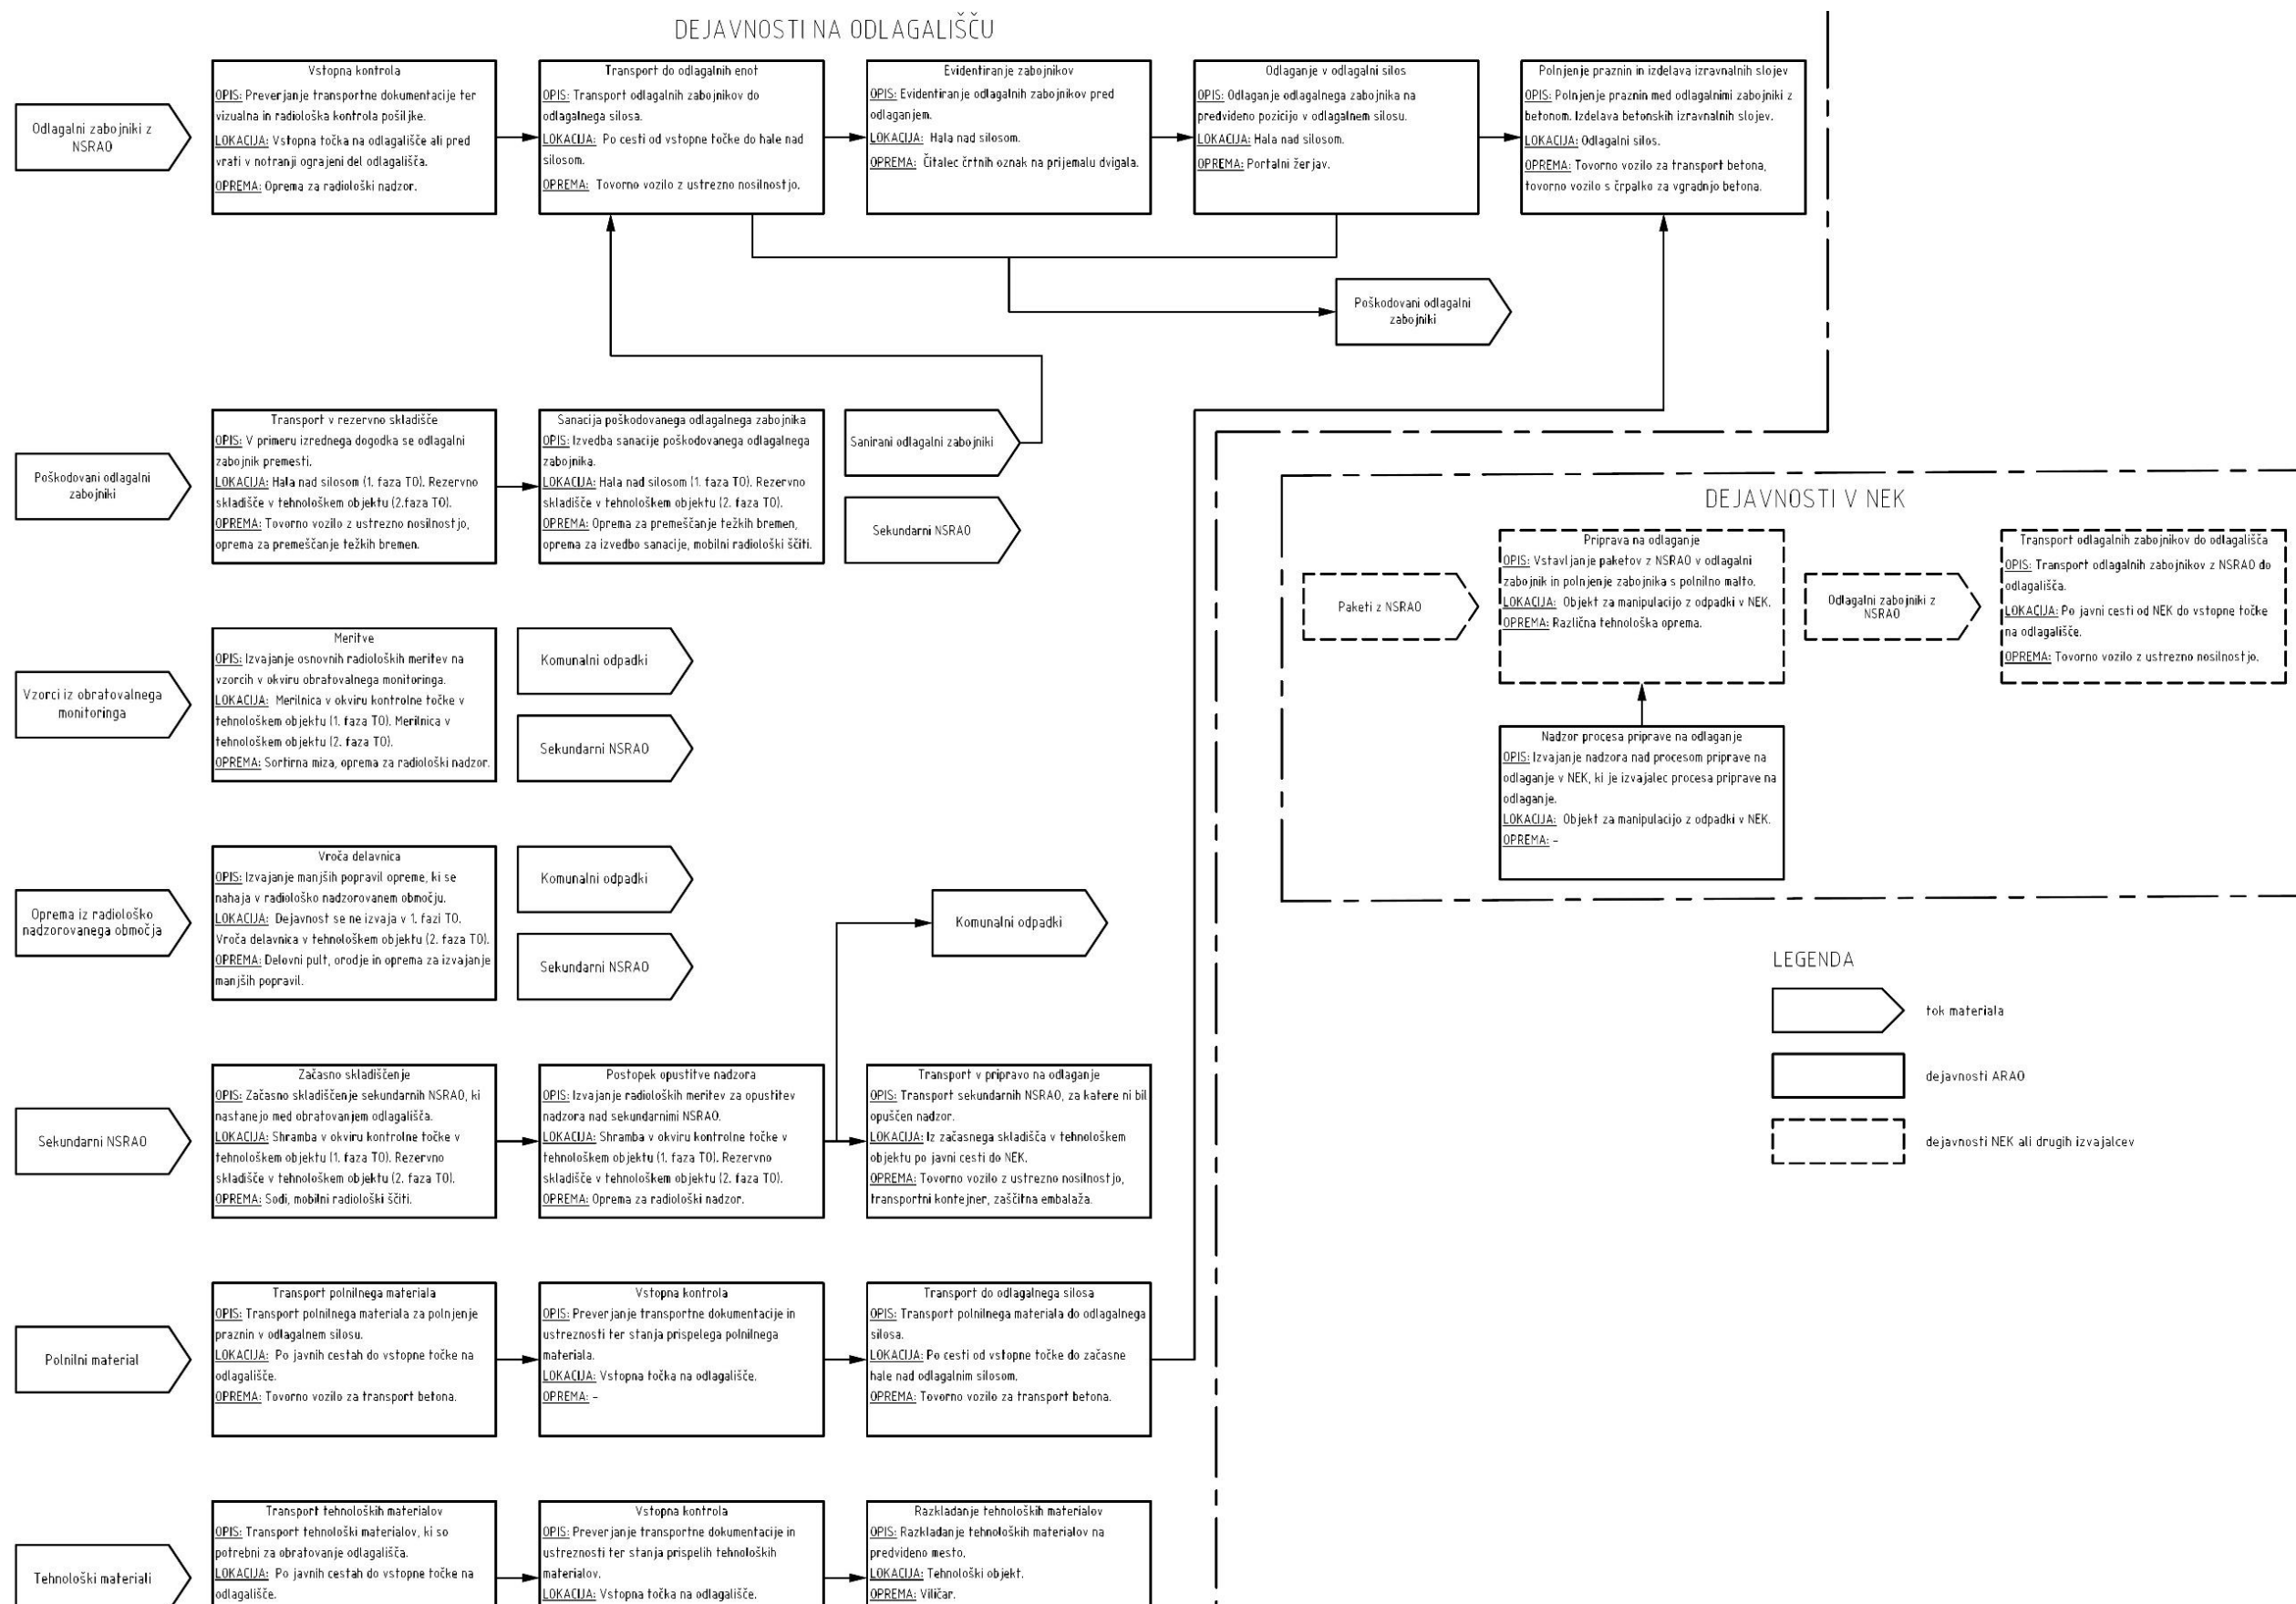 DEJAVNOSTI NA ODLAGALIŠČU
Odlagalni zabojniki z
NSRAO
Vstopna kontrola
OPIS: Preverjanje transportne dokumentacije ter
vizualna in radiološka kontrola pošiljke.
LOKACIJA: Vstopna točka na odlagališče ali pred
vrati v notranji ograjeni del odlagališča.
OPREMA: Oprema za radiološki nadzor.
Transport do odlagalnih enot
OPIS: Transport odlagalnih zabojnikov do
odlagalnega silosa.
LOKACIJA: Po cesti od vstopne točke do hale nad
silosom.
OPREMA: Tovorno vozilo z ustrezno nosilnostjo.
Evidentiranje zabojnikov
OPIS: Evidentiranje odlagalnih zabojnikov pred
odlaganjem.
LOKACIJA: Hala nad silosom.
OPREMA: Čitalec črtnih oznak na prijemalu dvigala.
Odlaganje v odlagalni silos
OPIS: Odlaganje odlagalnega zabojnika na
predvideno pozicijo v odlagalnem silosu.
LOKACIJA: Hala nad silosom.
OPREMA: Portalni žerjav.
Polnjenje praznin in izdelava izravnalnih slojev
OPIS: Polnjenje praznin med odlagalnimi zabojniki z
betonom. Izdelava betonskih izravnalnih slojev.
LOKACIJA: Odlagalni silos.
OPREMA: Tovorno vozilo za transport betona,
tovorno vozilo s črpalko za vgradnjo betona.
Poškodovani odlagalni
zabojniki
Poškodovani odlagalni
zabojniki
Transport v rezervno skladišče
OPIS: V primeru izrednega dogodka se odlagalni
zabojnik premesti.
LOKACIJA: Hala nad silosom (1. faza TO). Rezervno
skladišče v tehnološkem objektu (2.faza TO).
OPREMA: Tovorno vozilo z ustrezno nosilnostjo,
oprema za premeščanje težkih bremen.
Sanacija poškodovanega odlagalnega zabojnika
OPIS: Izvedba sanacije poškodovanega odlagalnega
zabojnika.
LOKACIJA: Hala nad silosom (1. faza TO). Rezervno
skladišče v tehnološkem objektu (2. faza TO).
OPREMA: Oprema za premeščanje težkih bremen,
oprema za izvedbo sanacije, mobilni radiološki ščiti.
Sanirani odlagalni zabojniki
Sekundarni NSRAO
DEJAVNOSTI V NEK
Paketi z NSRAO
Priprava na odlaganje
OPIS: Vstavljanje paketov z NSRAO v odlagalni
zabojnik in polnjenje zabojnika s polnilno malto.
LOKACIJA: Objekt za manipulacijo z odpadki v NEK.
OPREMA: Različna tehnološka oprema.
Odlagalni zabojniki z
NSRAO
Transport odlagalnih zabojnikov do odlagališča
OPIS: Transport odlagalnih zabojnikov z NSRAO do
odlagališča.
LOKACIJA: Po javni cesti od NEK do vstopne točke
na odlagališče.
OPREMA: Tovorno vozilo z ustrezno nosilnostjo.
Nadzor procesa priprave na odlaganje
OPIS: Izvajanje nadzora nad procesom priprave na
odlaganje v NEK, ki je izvajalec procesa priprave na
odlaganje.
LOKACIJA: Objekt za manipulacijo z odpadki v NEK.
OPREMA: -
Vzorci iz obratovalnega
monitoringa
Meritve
OPIS: Izvajanje osnovnih radioloških meritev na
vzorcih v okviru obratovalnega monitoringa.
LOKACIJA: Merilnica v okviru kontrolne točke v
tehnološkem objektu (1. faza TO). Merilnica v
tehnološkem objektu (2. faza TO).
OPREMA: Sortirna miza, oprema za radiološki nadzor.
Komunalni odpadki
Sekundarni NSRAO
Oprema iz radiološko
nadzorovanega območja
Vroča delavnica
OPIS: Izvajanje manjših popravil opreme, ki se
nahaja v radiološko nadzorovanem območju.
LOKACIJA: Dejavnost se ne izvaja v 1. fazi TO.
Vroča delavnica v tehnološkem objektu (2. faza TO).
OPREMA: Delovni pult, orodje in oprema za izvajanje
manjših popravil.
Komunalni odpadki
Sekundarni NSRAO
Komunalni odpadki
LEGENDA
tok materiala
dejavnosti ARAO
dejavnosti NEK ali drugih izvajalcev
Sekundarni NSRAO
Začasno skladiščenje
OPIS: Začasno skladiščenje sekundarnih NSRAO, ki
nastanejo med obratovanjem odlagališča.
LOKACIJA: Shramba v okviru kontrolne točke v
tehnološkem objektu (1. faza TO). Rezervno
skladišče v tehnološkem objektu (2. faza TO).
OPREMA: Sodi, mobilni radiološki ščiti.
Postopek opustitve nadzora
OPIS: Izvajanje radioloških meritev za opustitev
nadzora nad sekundarnimi NSRAO.
LOKACIJA: Shramba v okviru kontrolne točke v
tehnološkem objektu (1. faza TO). Rezervno
skladišče v tehnološkem objektu (2. faza TO).
OPREMA: Oprema za radiološki nadzor.
Transport v pripravo na odlaganje
OPIS: Transport sekundarnih NSRAO, za katere ni bil
opuščen nadzor.
LOKACIJA: Iz začasnega skladišča v tehnološkem
objektu po javni cesti do NEK.
OPREMA: Tovorno vozilo z ustrezno nosilnostjo,
transportni kontejner, zaščitna embalaža.
Polnilni material
Transport polnilnega materiala
OPIS: Transport polnilnega materiala za polnjenje
praznin v odlagalnem silosu.
LOKACIJA: Po javnih cestah do vstopne točke na
odlagališče.
OPREMA: Tovorno vozilo za transport betona.
Vstopna kontrola
OPIS: Preverjanje transportne dokumentacije in
ustreznosti ter stanja prispelega polnilnega
materiala.
LOKACIJA: Vstopna točka na odlagališče.
OPREMA: -
Transport do odlagalnega silosa
OPIS: Transport polnilnega materiala do odlagalnega
silosa.
LOKACIJA: Po cesti od vstopne točke do začasne
hale nad odlagalnim silosom.
OPREMA: Tovorno vozilo za transport betona.
Tehnološki materiali
Transport tehnoloških materialov
OPIS: Transport tehnološki materialov, ki so
potrebni za obratovanje odlagališča.
LOKACIJA: Po javnih cestah do vstopne točke na
odlagališče.
Vstopna kontrola
OPIS: Preverjanje transportne dokumentacije in
ustreznosti ter stanja prispelih tehnoloških
materialov.
LOKACIJA: Vstopna točka na odlagališče.
Razkladanje tehnoloških materialov
OPIS: Razkladanje tehnoloških materialov na
predvideno mesto.
LOKACIJA: Tehnološki objekt.
OPREMA: Viličar.